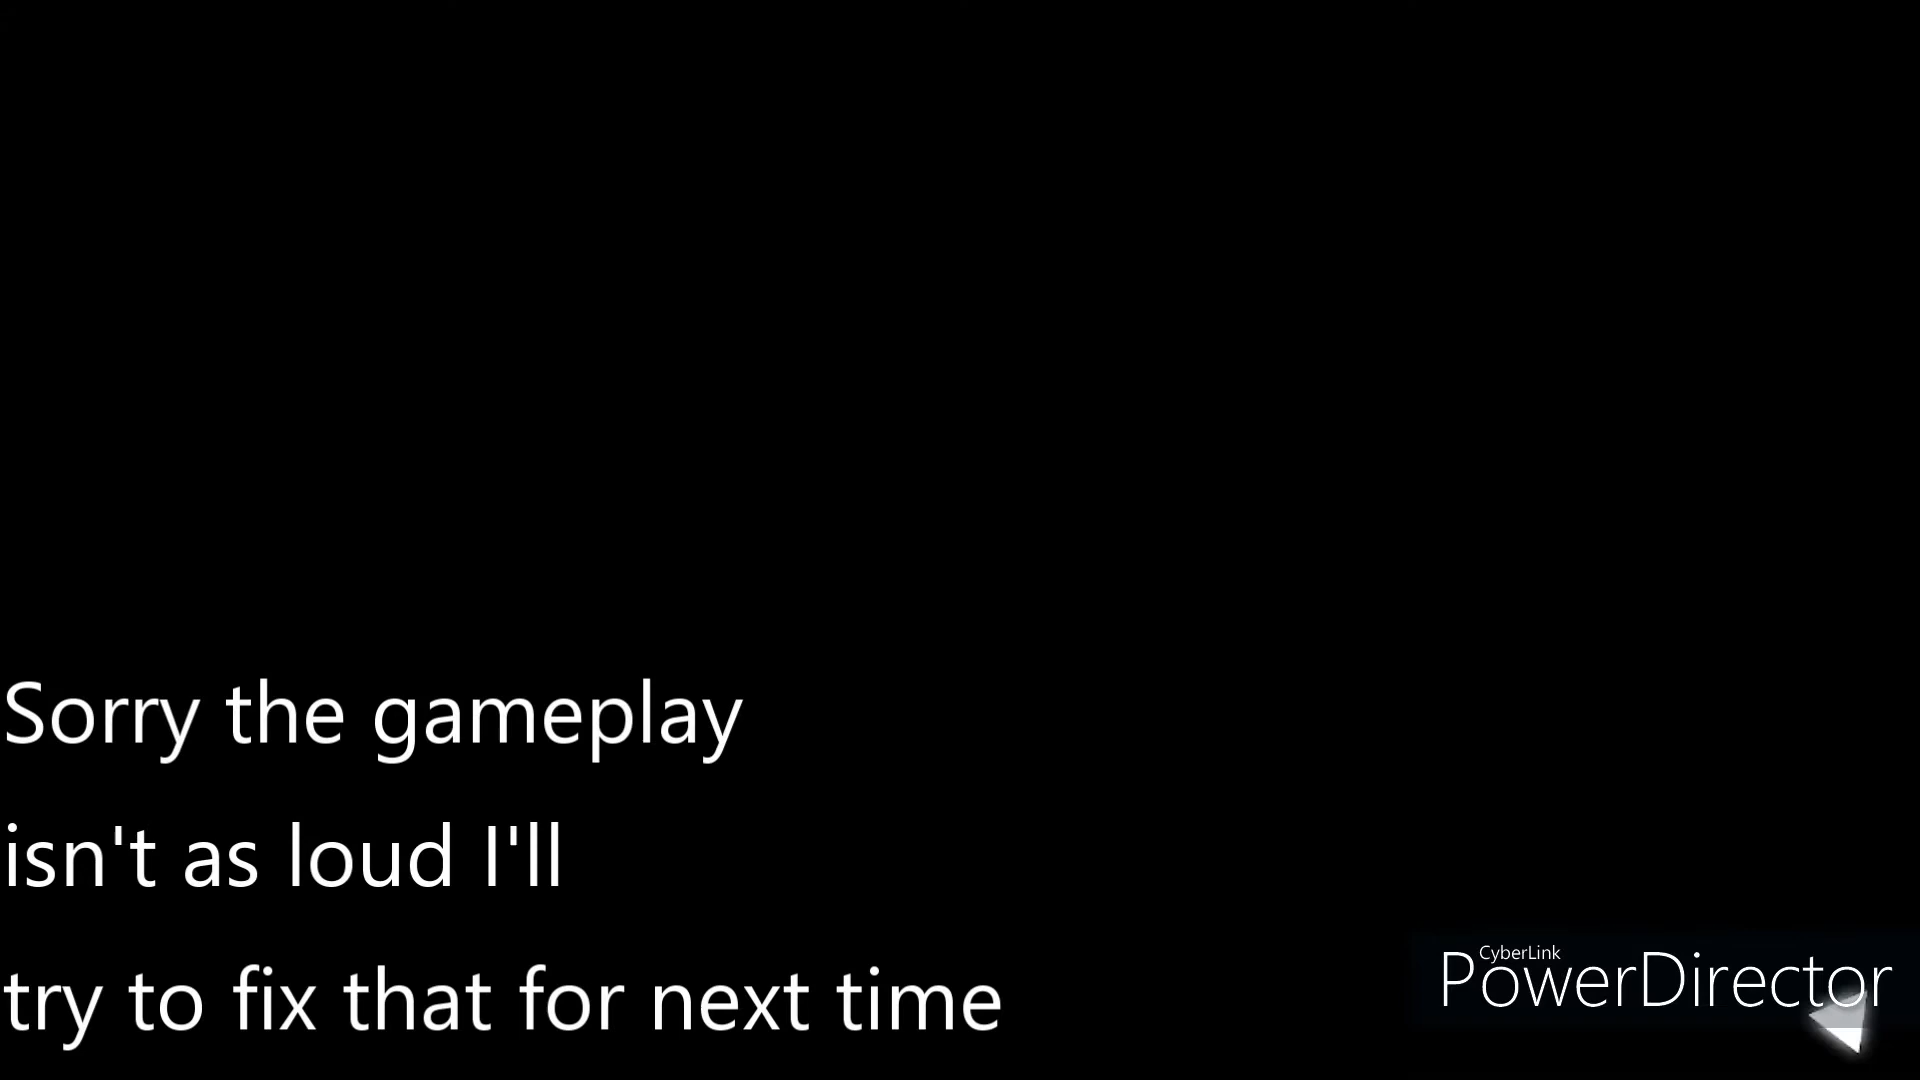 Sorry the gameplay
isn't as loud I'll
try to fix that for next time
CyberLink
PowerDirector